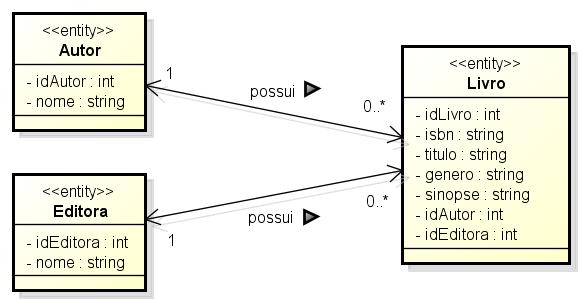 <<entity>>
Autor
- idAutor : int
- nome : string
1
possui
0..*
<<entity>>
Livro
- idLivro : int
- isbn : string
- titulo : string
- genero : string
- sinopse : string
- idAutor : int
- idEditora : int
<<entity>>
Editora
- idEditora : int
- nome : string
1
possui
0..*